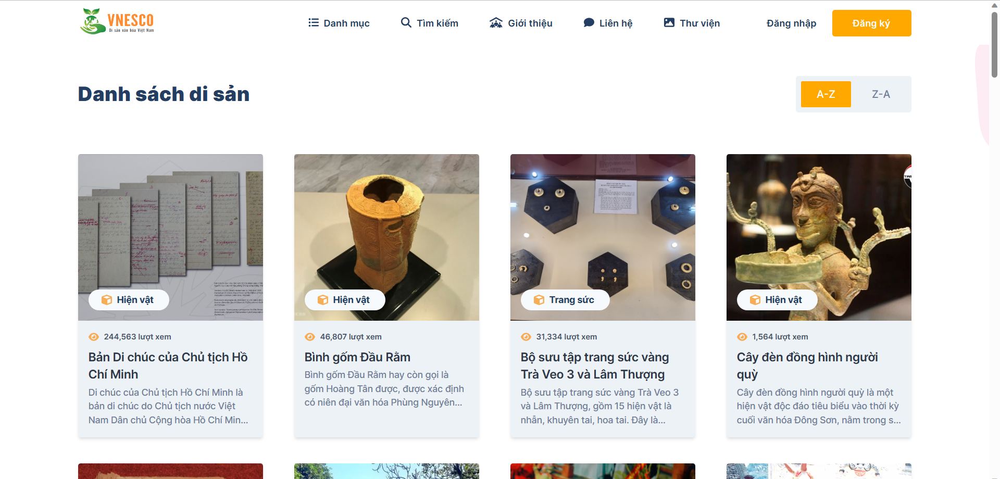 VNESCO
Di sản văn hóa Việt Nam
Danh mục
Tìm kiếm
Giới thiệu
Liên hệ
Thư viện
Đăng nhập
Đăng ký
Danh sách di sản
A-Z
Z-A
Hiện vật
244,563 lượt xem
Bản Di chúc của Chủ tịch Hồ
Chí Minh
Di chúc của Chủ tịch Hồ Chí Minh là
bản di chúc do Chủ tịch nước Việt
Nam Dân chủ Cộng hòa Hồ Chí Min...
Hiện vật
46,807 lượt xem
Bình gốm Đầu Rằm
Bình gốm Đầu Rằm hay còn gọi là
gốm Hoàng Tân được, được xác định
có niên đại văn hóa Phùng Nguyên...
Trang sức
31,334 lượt xem
Bộ sưu tập trang sức vàng
Trà Veo 3 và Lâm Thượng
Bộ sưu tập trang sức vàng Trà Veo 3
và Lâm Thượng, gồm 15 hiện vật là
nhẫn, khuyên tai, hoa tai. Đây là...
Hiện vật
1,564 lượt xem
Cây đèn đồng hình người
quỳ
Cây đèn đồng hình người quỳ là một
hiện vật độc đáo tiêu biểu vào thời kỳ
cuối văn hóa Đông Sơn, nằm trong s...